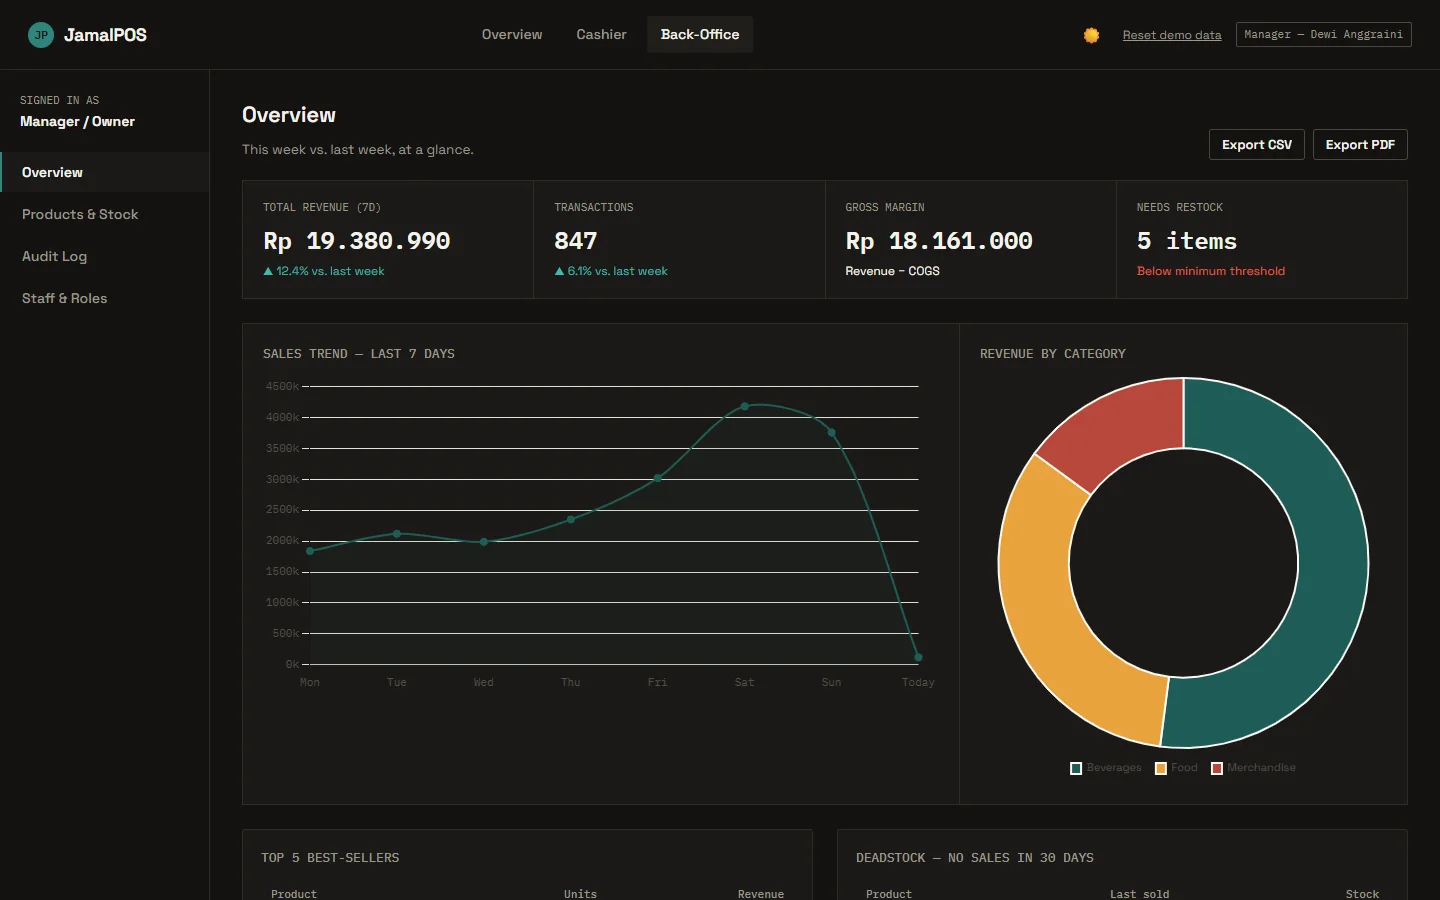 JP JamalPOS
Overview Cashier Back-Office
Reset demo data
Manager — Dewi Anggraini
SIGNED IN AS
Manager / Owner
Overview
Products & Stock
Audit Log
Staff & Roles
Overview
This week vs. last week, at a glance.
Export CSV Export PDF
TOTAL REVENUE (7D)
Rp 19.380.990
▲ 12.4% vs. last week
TRANSACTIONS
847
▲ 6.1% vs. last week
GROSS MARGIN
Rp 18.161.000
Revenue − COGS
NEEDS RESTOCK
5 items
Below minimum threshold
SALES TREND — LAST 7 DAYS
4500k
4000k
3500k
3000k
2500k
2000k
1500k
1000k
500k
0k
Mon Tue Wed Thu Fri Sat Sun Today
REVENUE BY CATEGORY
Beverages Food Merchandise
TOP 5 BEST-SELLERS
Product Units Revenue
DEADSTOCK — NO SALES IN 30 DAYS
Product Last sold Stock